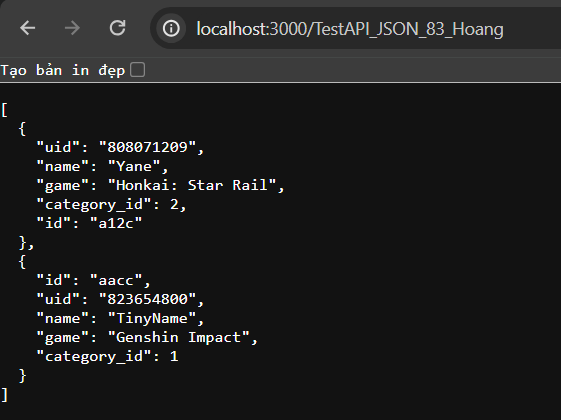 localhost:3000/TestAPI_JSON_83_Hoang
Tạo bản in đẹp
[
  {
    "uid": "808071209",
    "name": "Yane",
    "game": "Honkai: Star Rail",
    "category_id": 2,
    "id": "a12c"
  },
  {
    "id": "aacc",
    "uid": "823654800",
    "name": "TinyName",
    "game": "Genshin Impact",
    "category_id": 1
  }
]